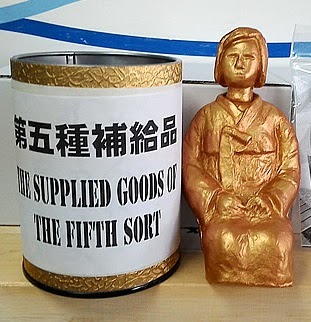 第五種補給品
THE SUPPLIED GOODS OF
THE FIFTH SORT